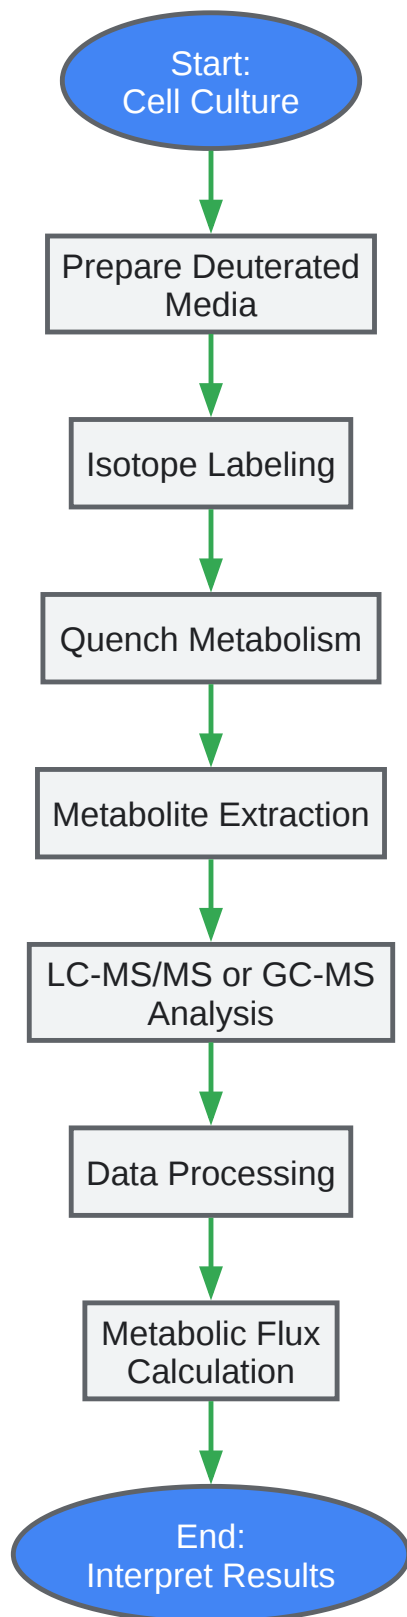 Start:
Cell Culture
Prepare Deuterated
Media
Isotope Labeling
Quench Metabolism
Metabolite Extraction
LC-MS/MS or GC-MS
Analysis
Data Processing
Metabolic Flux
Calculation
End:
Interpret Results